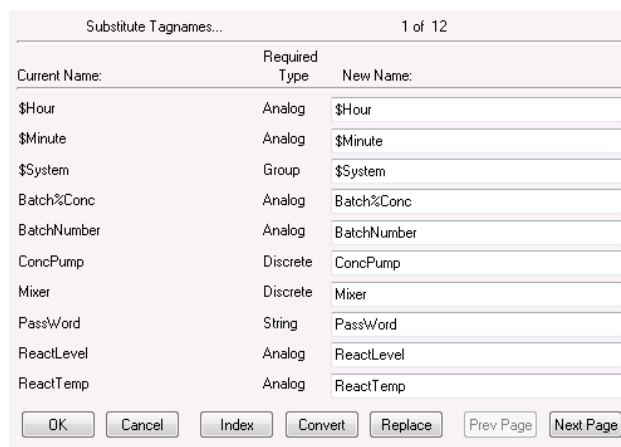 Substitute Tagnames... 1 of 12
Required
Current Name: Type New Name:
$Hour Analog $Hour
$Minute Analog $Minute
$System Group $System
Batch%Conc Analog Batch%Conc
BatchNumber Analog BatchNumber
ConcPump Discrete ConcPump
Mixer Discrete Mixer
PassWord String PassWord
ReactLevel Analog ReactLevel
ReactTemp Analog ReactTemp
OK Cancel Index Convert Replace Prev Page Next Page